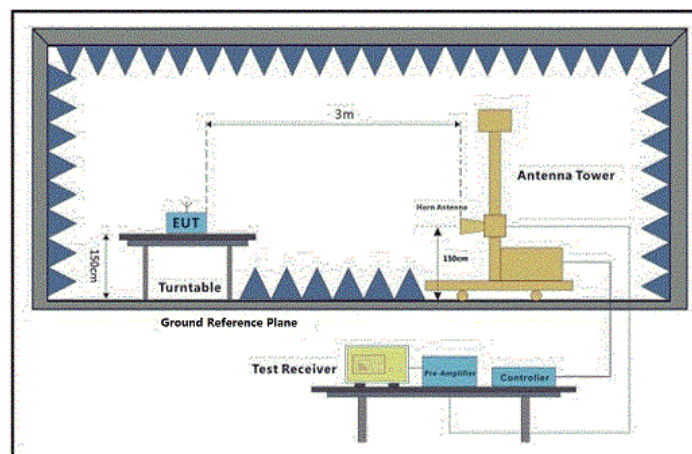 3m
Antenna Tower
Horn Antenna
EUT
150cm
150cm
Turntable
Ground Reference Plane
Test Receiver
Pre-Amplifier
Controller